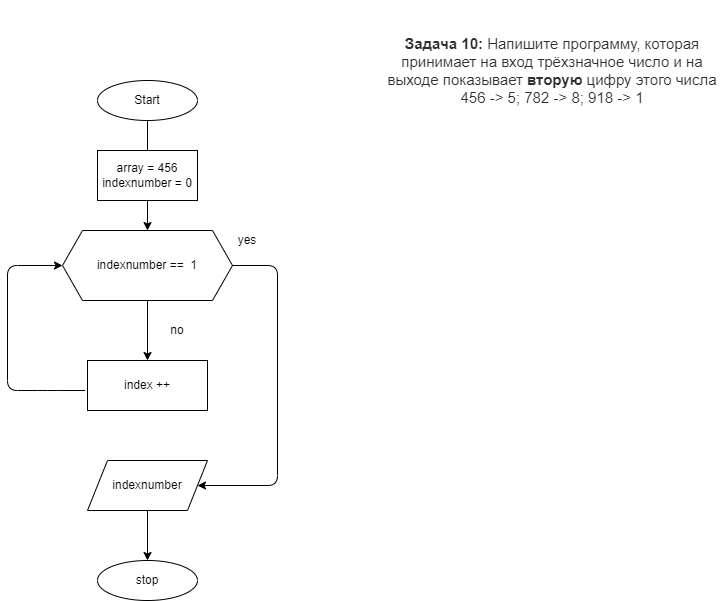 Задача 10: Напишите программу, которая
принимает на вход трёхзначное число и на
выходе показывает вторую цифру этого числа
456 -> 5; 782 -> 8; 918 -> 1
Start
array = 456
indexnumber = 0
yes
indexnumber == 1
no
index ++
indexnumber
stop